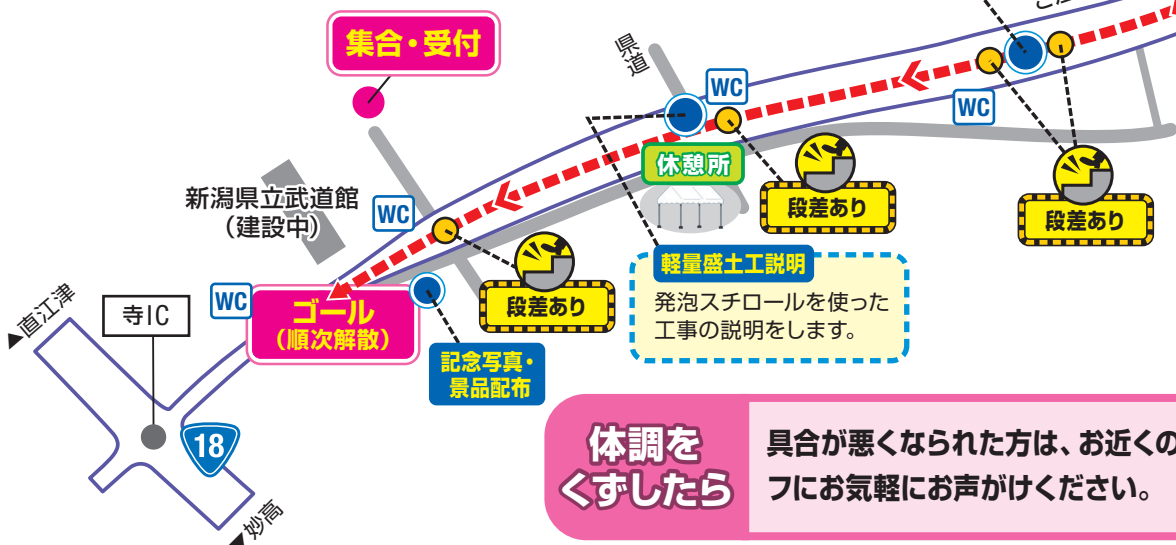 集合・受付
県道
WC
WC
休憩所
段差あり
段差あり
新潟県立武道館
(建設中)
WC
軽量盛土工説明
発泡スチロールを使った
工事の説明をします。
段差あり
WC
ゴール
(順次解散)
寺IC
▲直江津
記念写真・
景品配布
18
▲妙高
体調を
くずしたら
具合が悪くなられた方は、お近くの
フにお気軽にお声がけください。